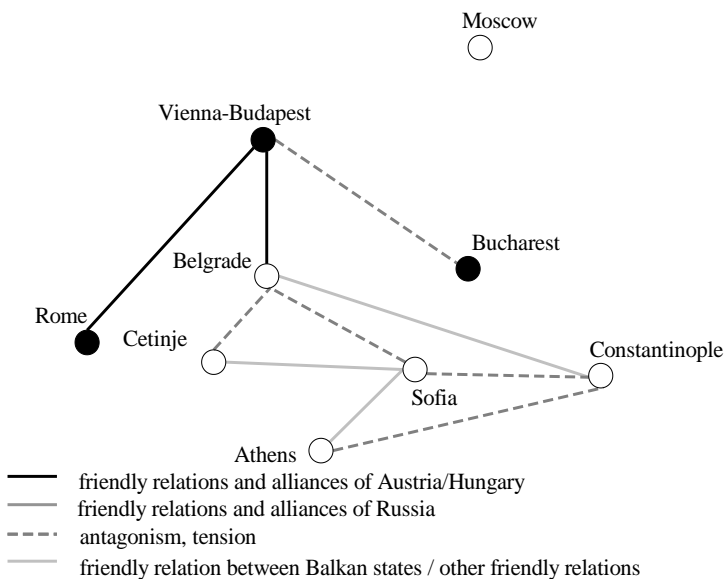 Moscow
Vienna-Budapest
Bucharest
Belgrade
Rome
Cetinje
Constantinople
Sofia
Athens
friendly relations and alliances of Austria/Hungary
friendly relations and alliances of Russia
antagonism, tension
friendly relation between Balkan states / other friendly relations